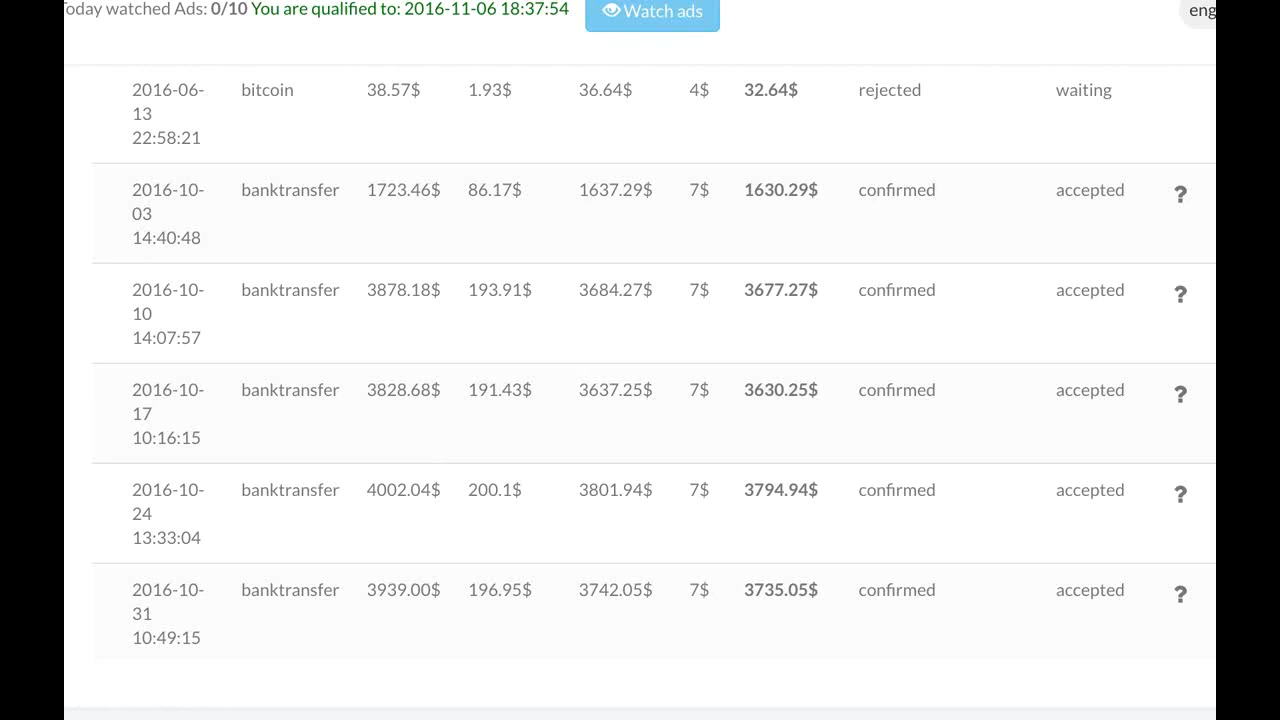 Today watched Ads: 0/10 You are qualified to: 2016-11-06 18:37:54 Watch ads eng
2016-06- bitcoin 38.57$ 1.93$ 36.64$ 4$ 32.64$ rejected waiting
13
22:58:21
2016-10- banktransfer 1723.46$ 86.17$ 1637.29$ 7$ 1630.29$ confirmed accepted ?
03
14:40:48
2016-10- banktransfer 3878.18$ 193.91$ 3684.27$ 7$ 3677.27$ confirmed accepted ?
10
14:07:57
2016-10- banktransfer 3828.68$ 191.43$ 3637.25$ 7$ 3630.25$ confirmed accepted ?
17
10:16:15
2016-10- banktransfer 4002.04$ 200.1$ 3801.94$ 7$ 3794.94$ confirmed accepted ?
24
13:33:04
2016-10- banktransfer 3939.00$ 196.95$ 3742.05$ 7$ 3735.05$ confirmed accepted ?
31
10:49:15